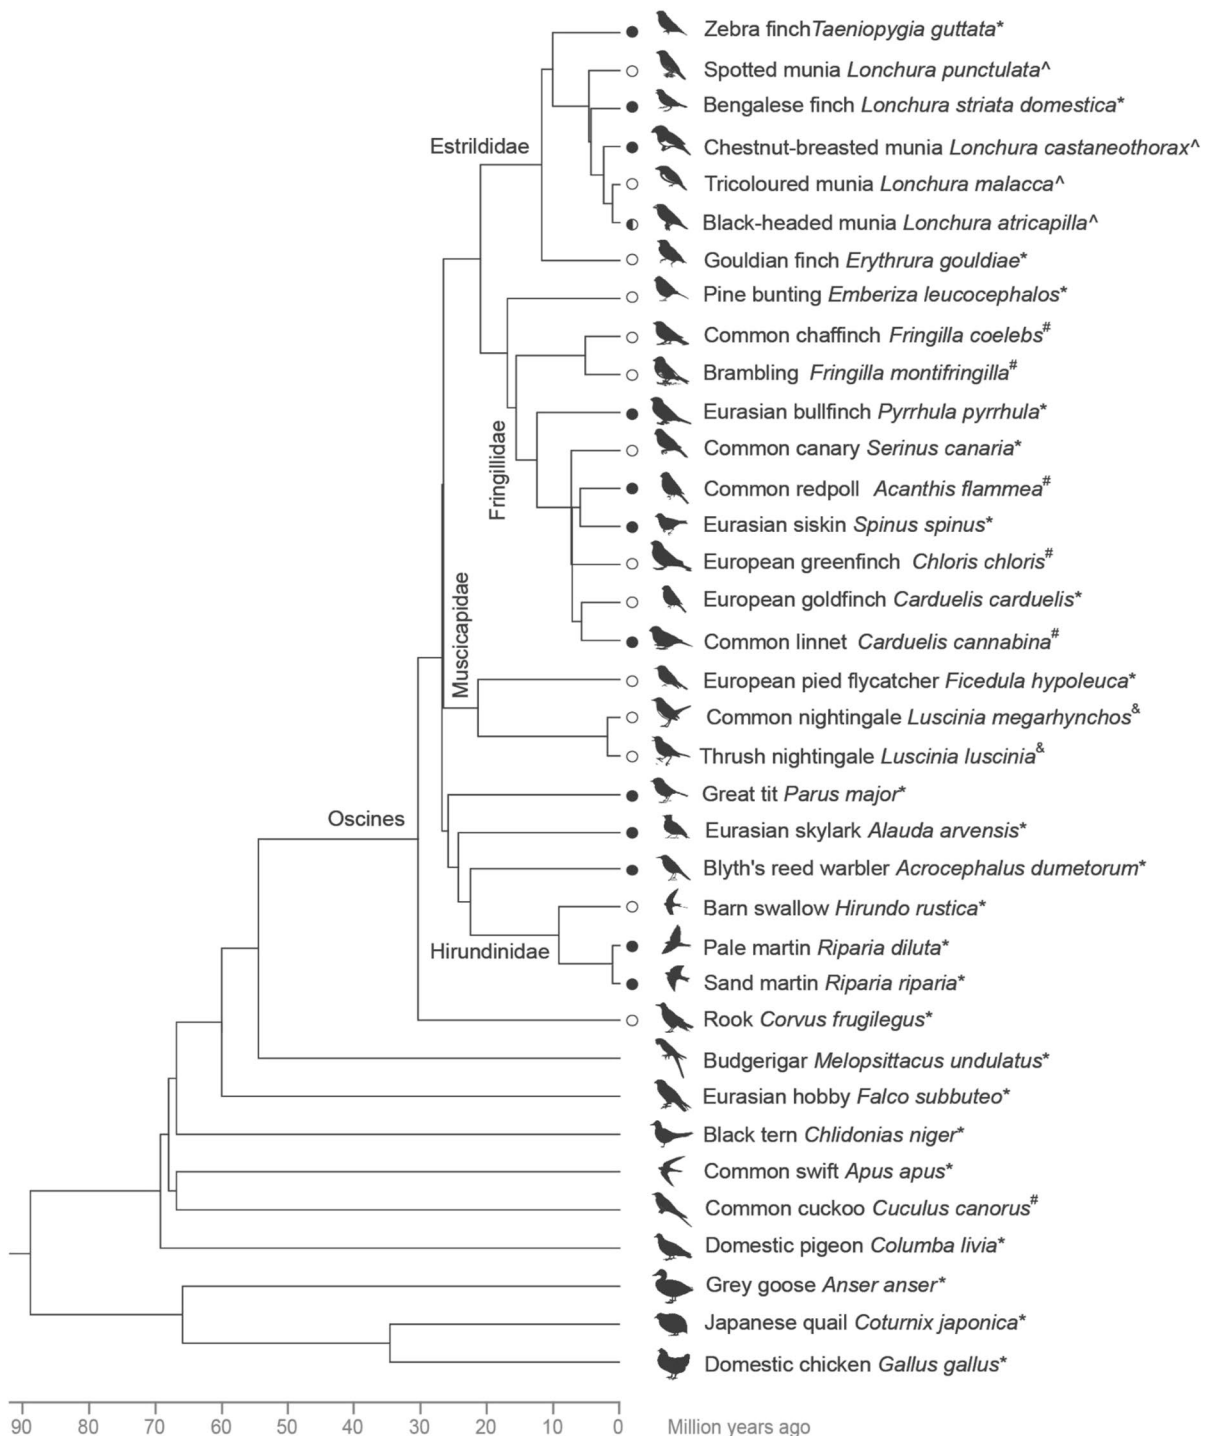 Zebra finchTaeniopygia guttata*
Spotted munia Lonchura punctulata^
Bengalese finch Lonchura striata domestica*
Estrildidae
Chestnut-breasted munia Lonchura castaneothorax^
Tricoloured munia Lonchura malacca^
Black-headed munia Lonchura atricapilla^
Gouldian finch Erythrura gouldiae*
Pine bunting Emberiza leucocephalos*
Common chaffinch Fringilla coelebs#
Brambling Fringilla montifringilla#
Eurasian bullfinch Pyrrhula pyrrhula*
Fringillidae
Common canary Serinus canaria*
Common redpoll Acanthis flammea#
Eurasian siskin Spinus spinus*
European greenfinch Chloris chloris#
European goldfinch Carduelis carduelis*
Muscicapidae
Common linnet Carduelis cannabina#
European pied flycatcher Ficedula hypoleuca*
Common nightingale Luscinia megarhynchos&
Thrush nightingale Luscinia luscinia&
Great tit Parus major*
Oscines
Eurasian skylark Alauda arvensis*
Blyth's reed warbler Acrocephalus dumetorum*
Barn swallow Hirundo rustica*
Hirundinidae
Pale martin Riparia diluta*
Sand martin Riparia riparia*
Rook Corvus frugilegus*
Budgerigar Melopsittacus undulatus*
Eurasian hobby Falco subbuteo*
Black tern Chlidonias niger*
Common swift Apus apus*
Common cuckoo Cuculus canorus#
Domestic pigeon Columba livia*
Grey goose Anser anser*
Japanese quail Coturnix japonica*
Domestic chicken Gallus gallus*
90 80 70 60 50 40 30 20 10 0 Million years ago